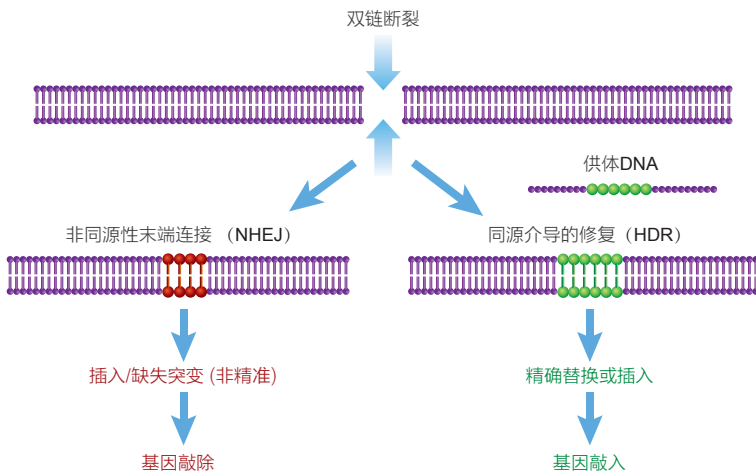 双链断裂
供体DNA
非同源性末端连接 （NHEJ）
同源介导的修复（HDR）
插入/缺失突变 (非精准)
精确替换或插入
基因敲除
基因敲入